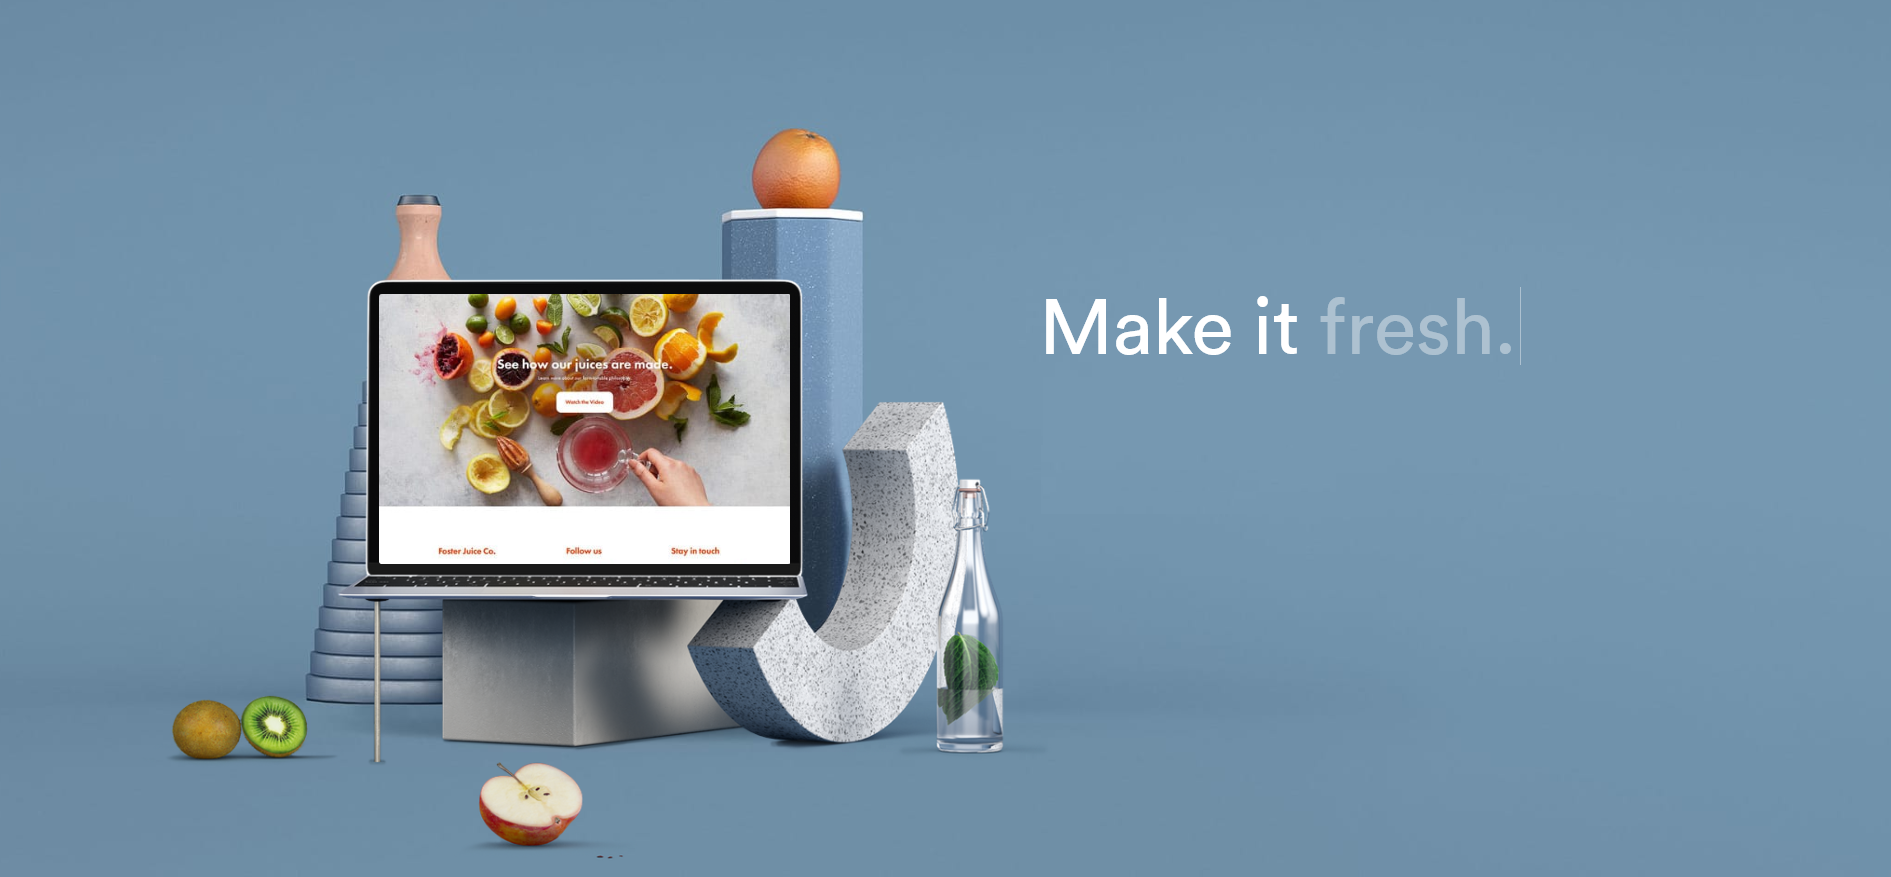 Make it fresh.
See how our juices are made.
Watch the Video
Foster Juice Co.
Follow us
Stay in touch